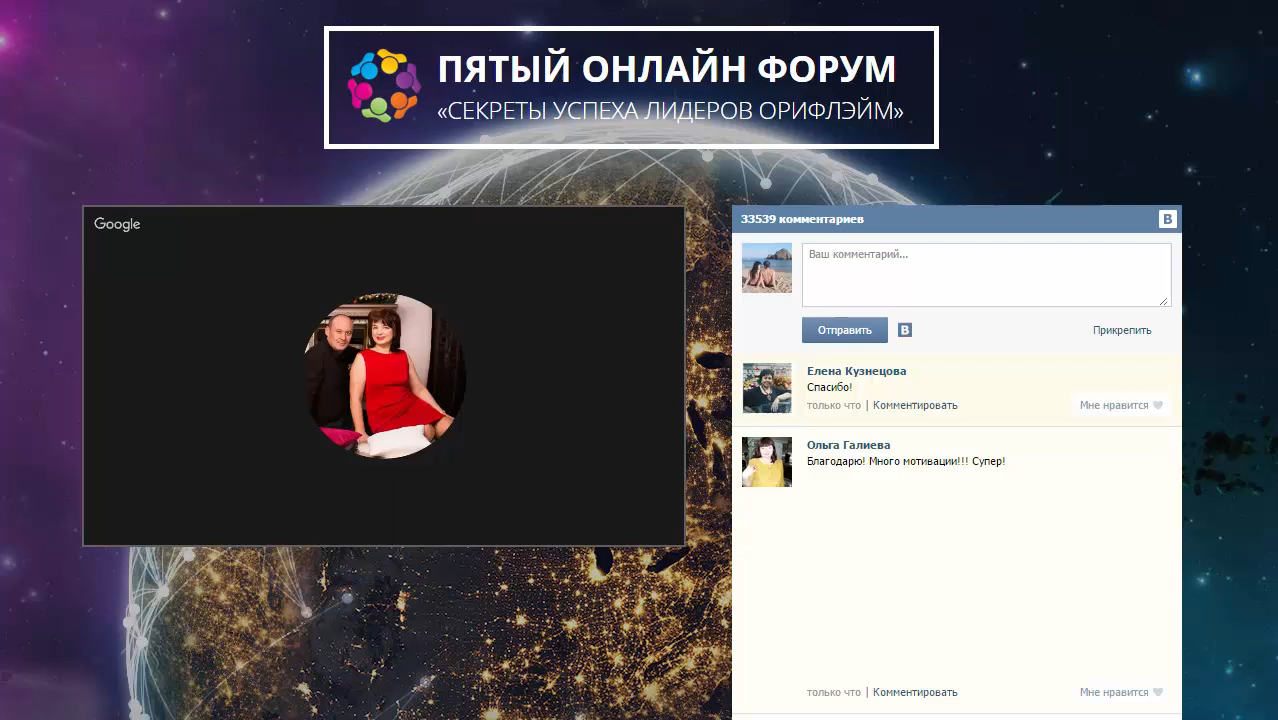 ПЯТЫЙ ОНЛАЙН ФОРУМ
«СЕКРЕТЫ УСПЕХА ЛИДЕРОВ ОРИФЛЭЙМ»
Google
33539 комментариев
B
Ваш комментарий...
Отправить B Прикрепить
Елена Кузнецова
Спасибо!
только что | Комментировать Мне нравится
Ольга Галиева
Благодарю! Много мотивации!!! Супер!
только что | Комментировать Мне нравится